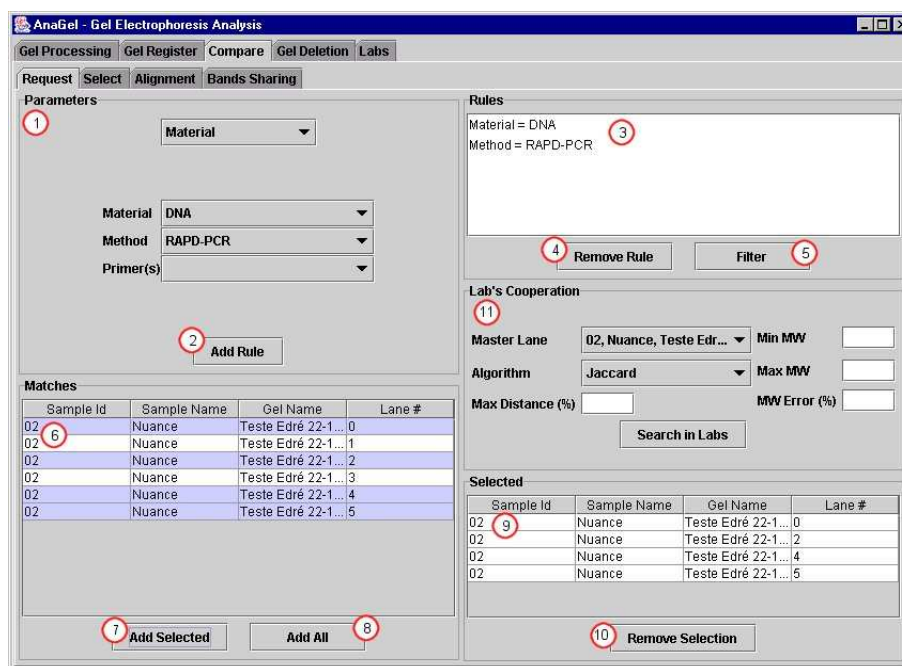 AnaGel - Gel Electrophoresis Analysis
Gel Processing Gel Register Compare Gel Deletion Labs
Request Select Alignment Bands Sharing
Parameters
1
Material
Material DNA
Method RAPD-PCR
Primer(s)
2
Add Rule
Rules
Material = DNA
Method = RAPD-PCR
3
4
Remove Rule
Filter
5
Lab's Cooperation
11
Master Lane 02, Nuance, Teste Edr... Min MW
Algorithm Jaccard Max MW
Max Distance (%) MW Error (%)
Search in Labs
Matches
Sample Id Sample Name Gel Name Lane #
02 Nuance Teste Edré 22-1... 0
6
02 Nuance Teste Edré 22-1... 1
02 Nuance Teste Edré 22-1... 2
02 Nuance Teste Edré 22-1... 3
02 Nuance Teste Edré 22-1... 4
02 Nuance Teste Edré 22-1... 5
7
Add Selected
Add All
8
Selected
Sample Id Sample Name Gel Name Lane #
02 Nuance Teste Edré 22-1... 0
9
02 Nuance Teste Edré 22-1... 2
02 Nuance Teste Edré 22-1... 4
02 Nuance Teste Edré 22-1... 5
10
Remove Selection